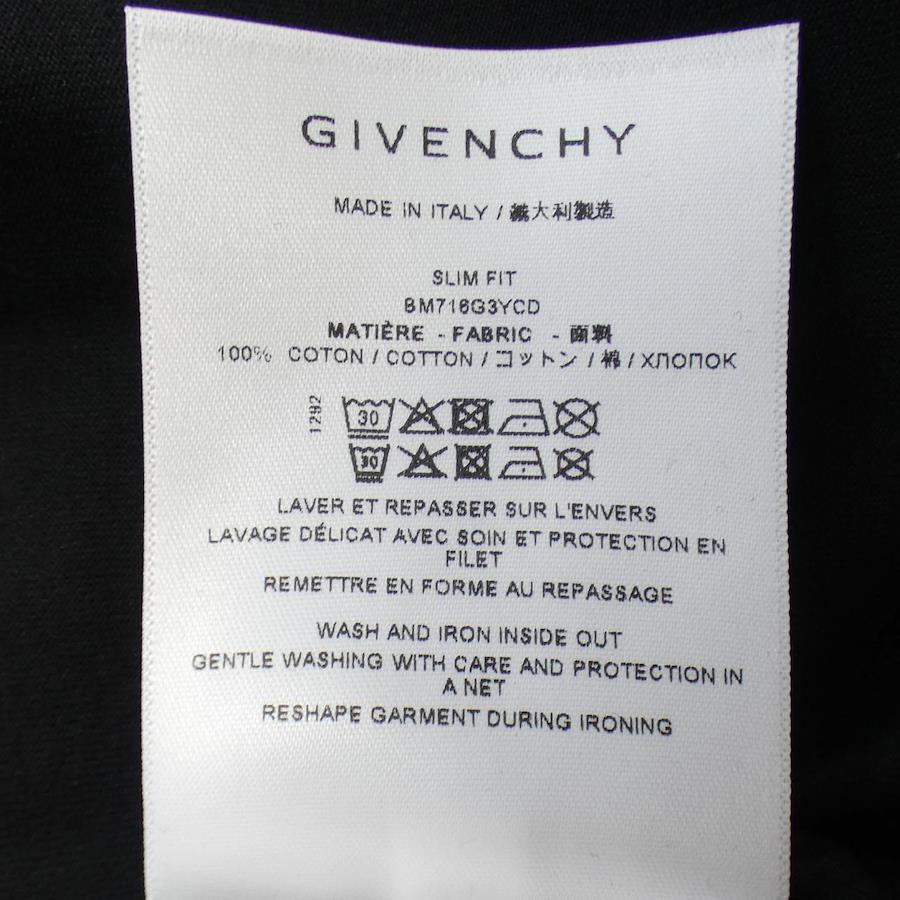 GIVENCHY
MADE IN ITALY / 義大利製造
SLIM FIT
BM716G3YCD
MATIÈRE - FABRIC - 面料
100% COTON / COTTON / コットン / 棉 / ХЛОПОК
1292
30
30
LAVER ET REPASSER SUR L'ENVERS
LAVAGE DÉLICAT AVEC SOIN ET PROTECTION EN
FILET
REMETTRE EN FORME AU REPASSAGE
WASH AND IRON INSIDE OUT
GENTLE WASHING WITH CARE AND PROTECTION IN
A NET
RESHAPE GARMENT DURING IRONING